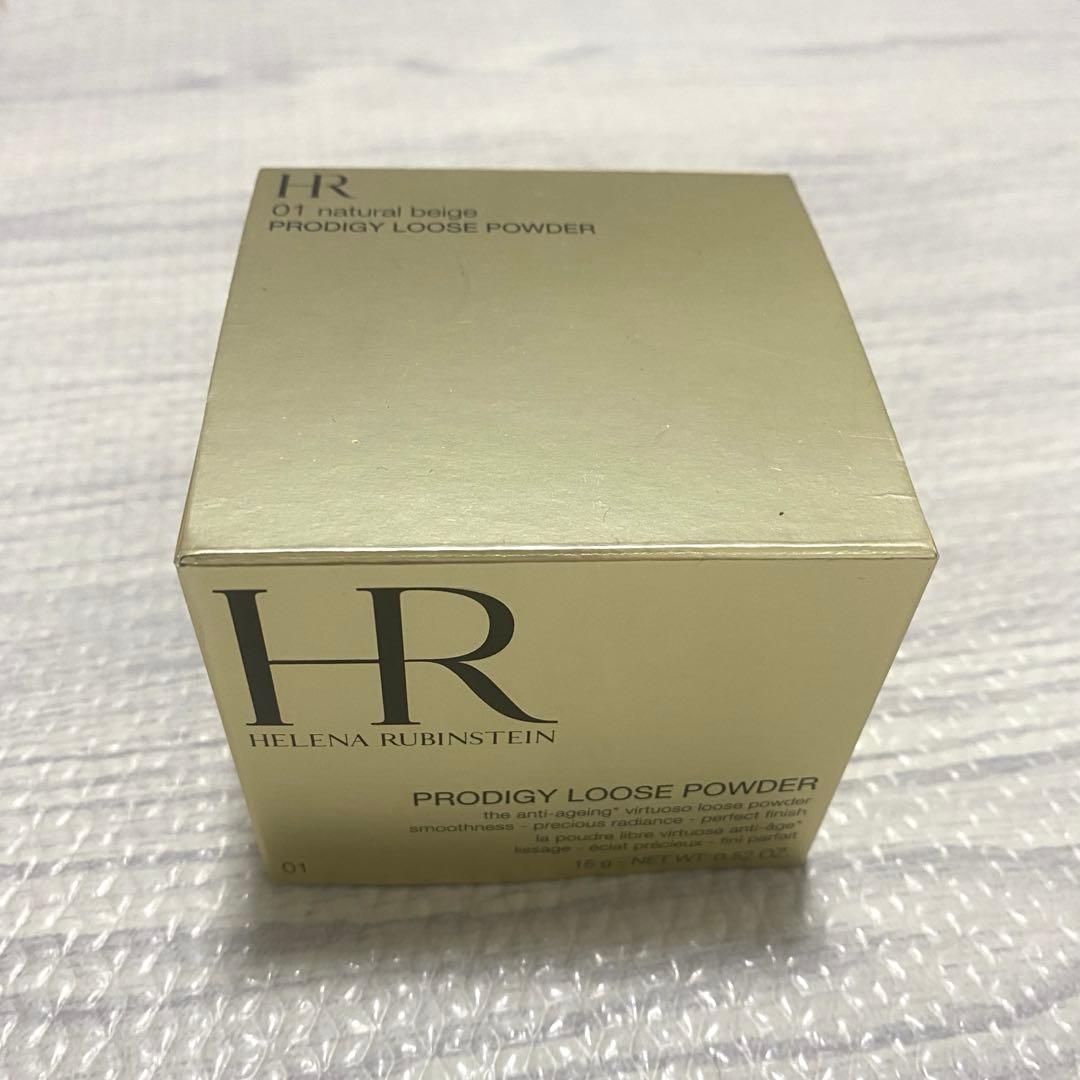 HR
01 natural beige
PRODIGY LOOSE POWDER
HR
HELENA RUBINSTEIN
PRODIGY LOOSE POWDER
the anti-ageing* virtuoso loose powder
smoothness - precious radiance - perfect finish
la poudre libre virtuose anti-âge*
lissage - éclat précieux - fini parfait
01
15 g - NET WT. 0.52 OZ.